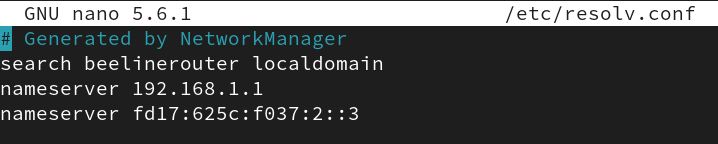 GNU nano 5.6.1 /etc/resolv.conf
# Generated by NetworkManager
search beelinerouter localdomain
nameserver 192.168.1.1
nameserver fd17:625c:f037:2::3